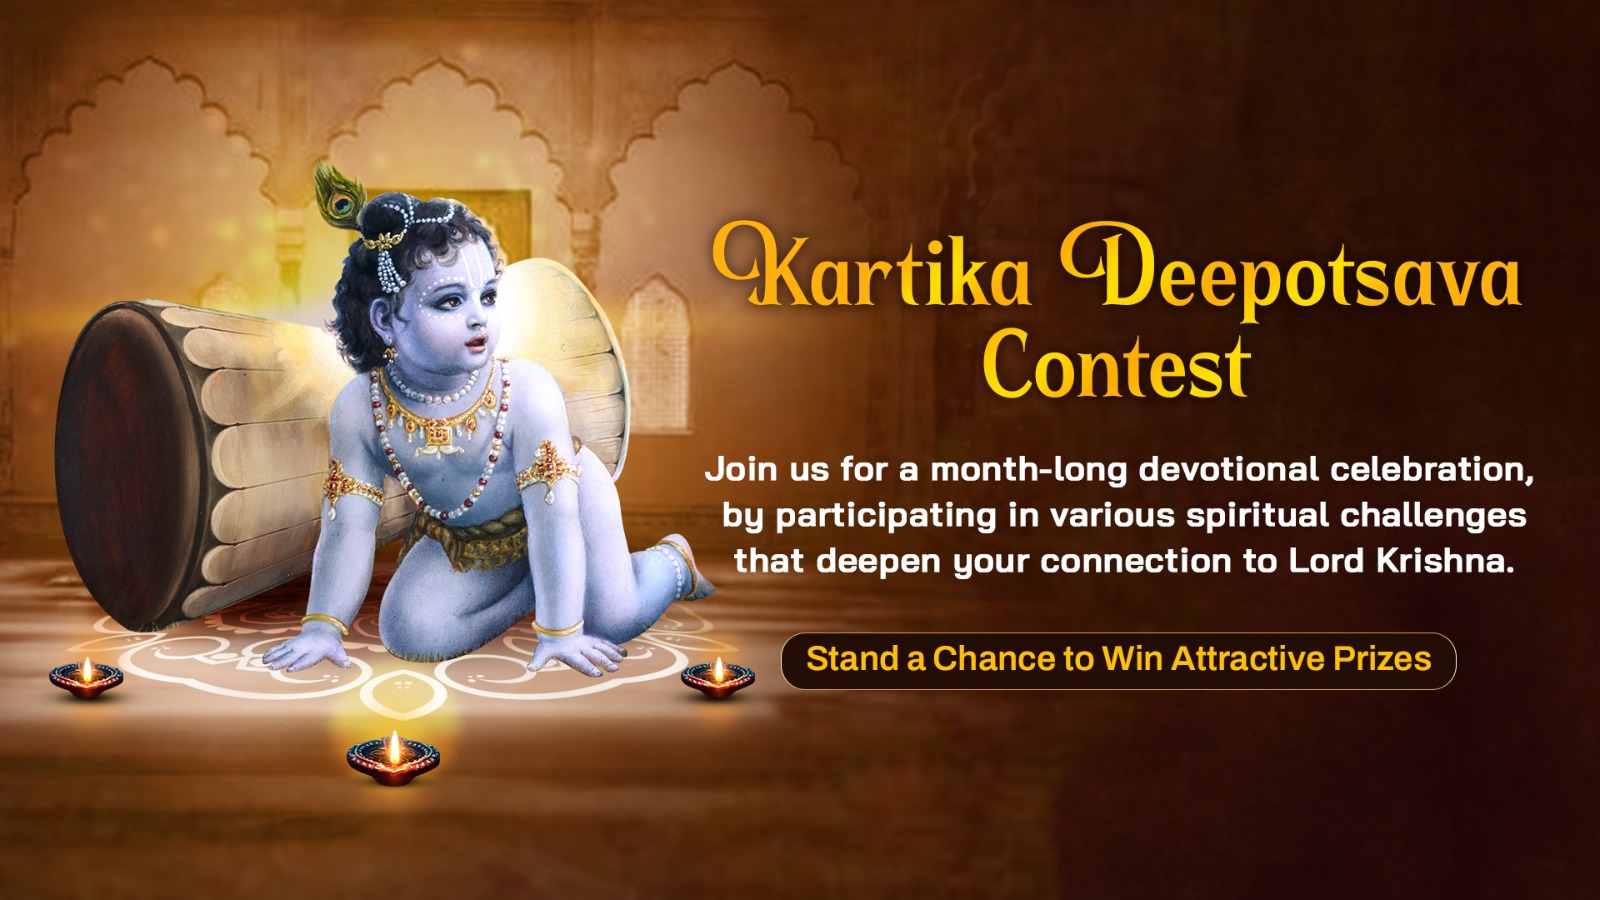 Kartika Deepotsava
Contest
Join us for a month-long devotional celebration,
by participating in various spiritual challenges
that deepen your connection to Lord Krishna.
Stand a Chance to Win Attractive Prizes